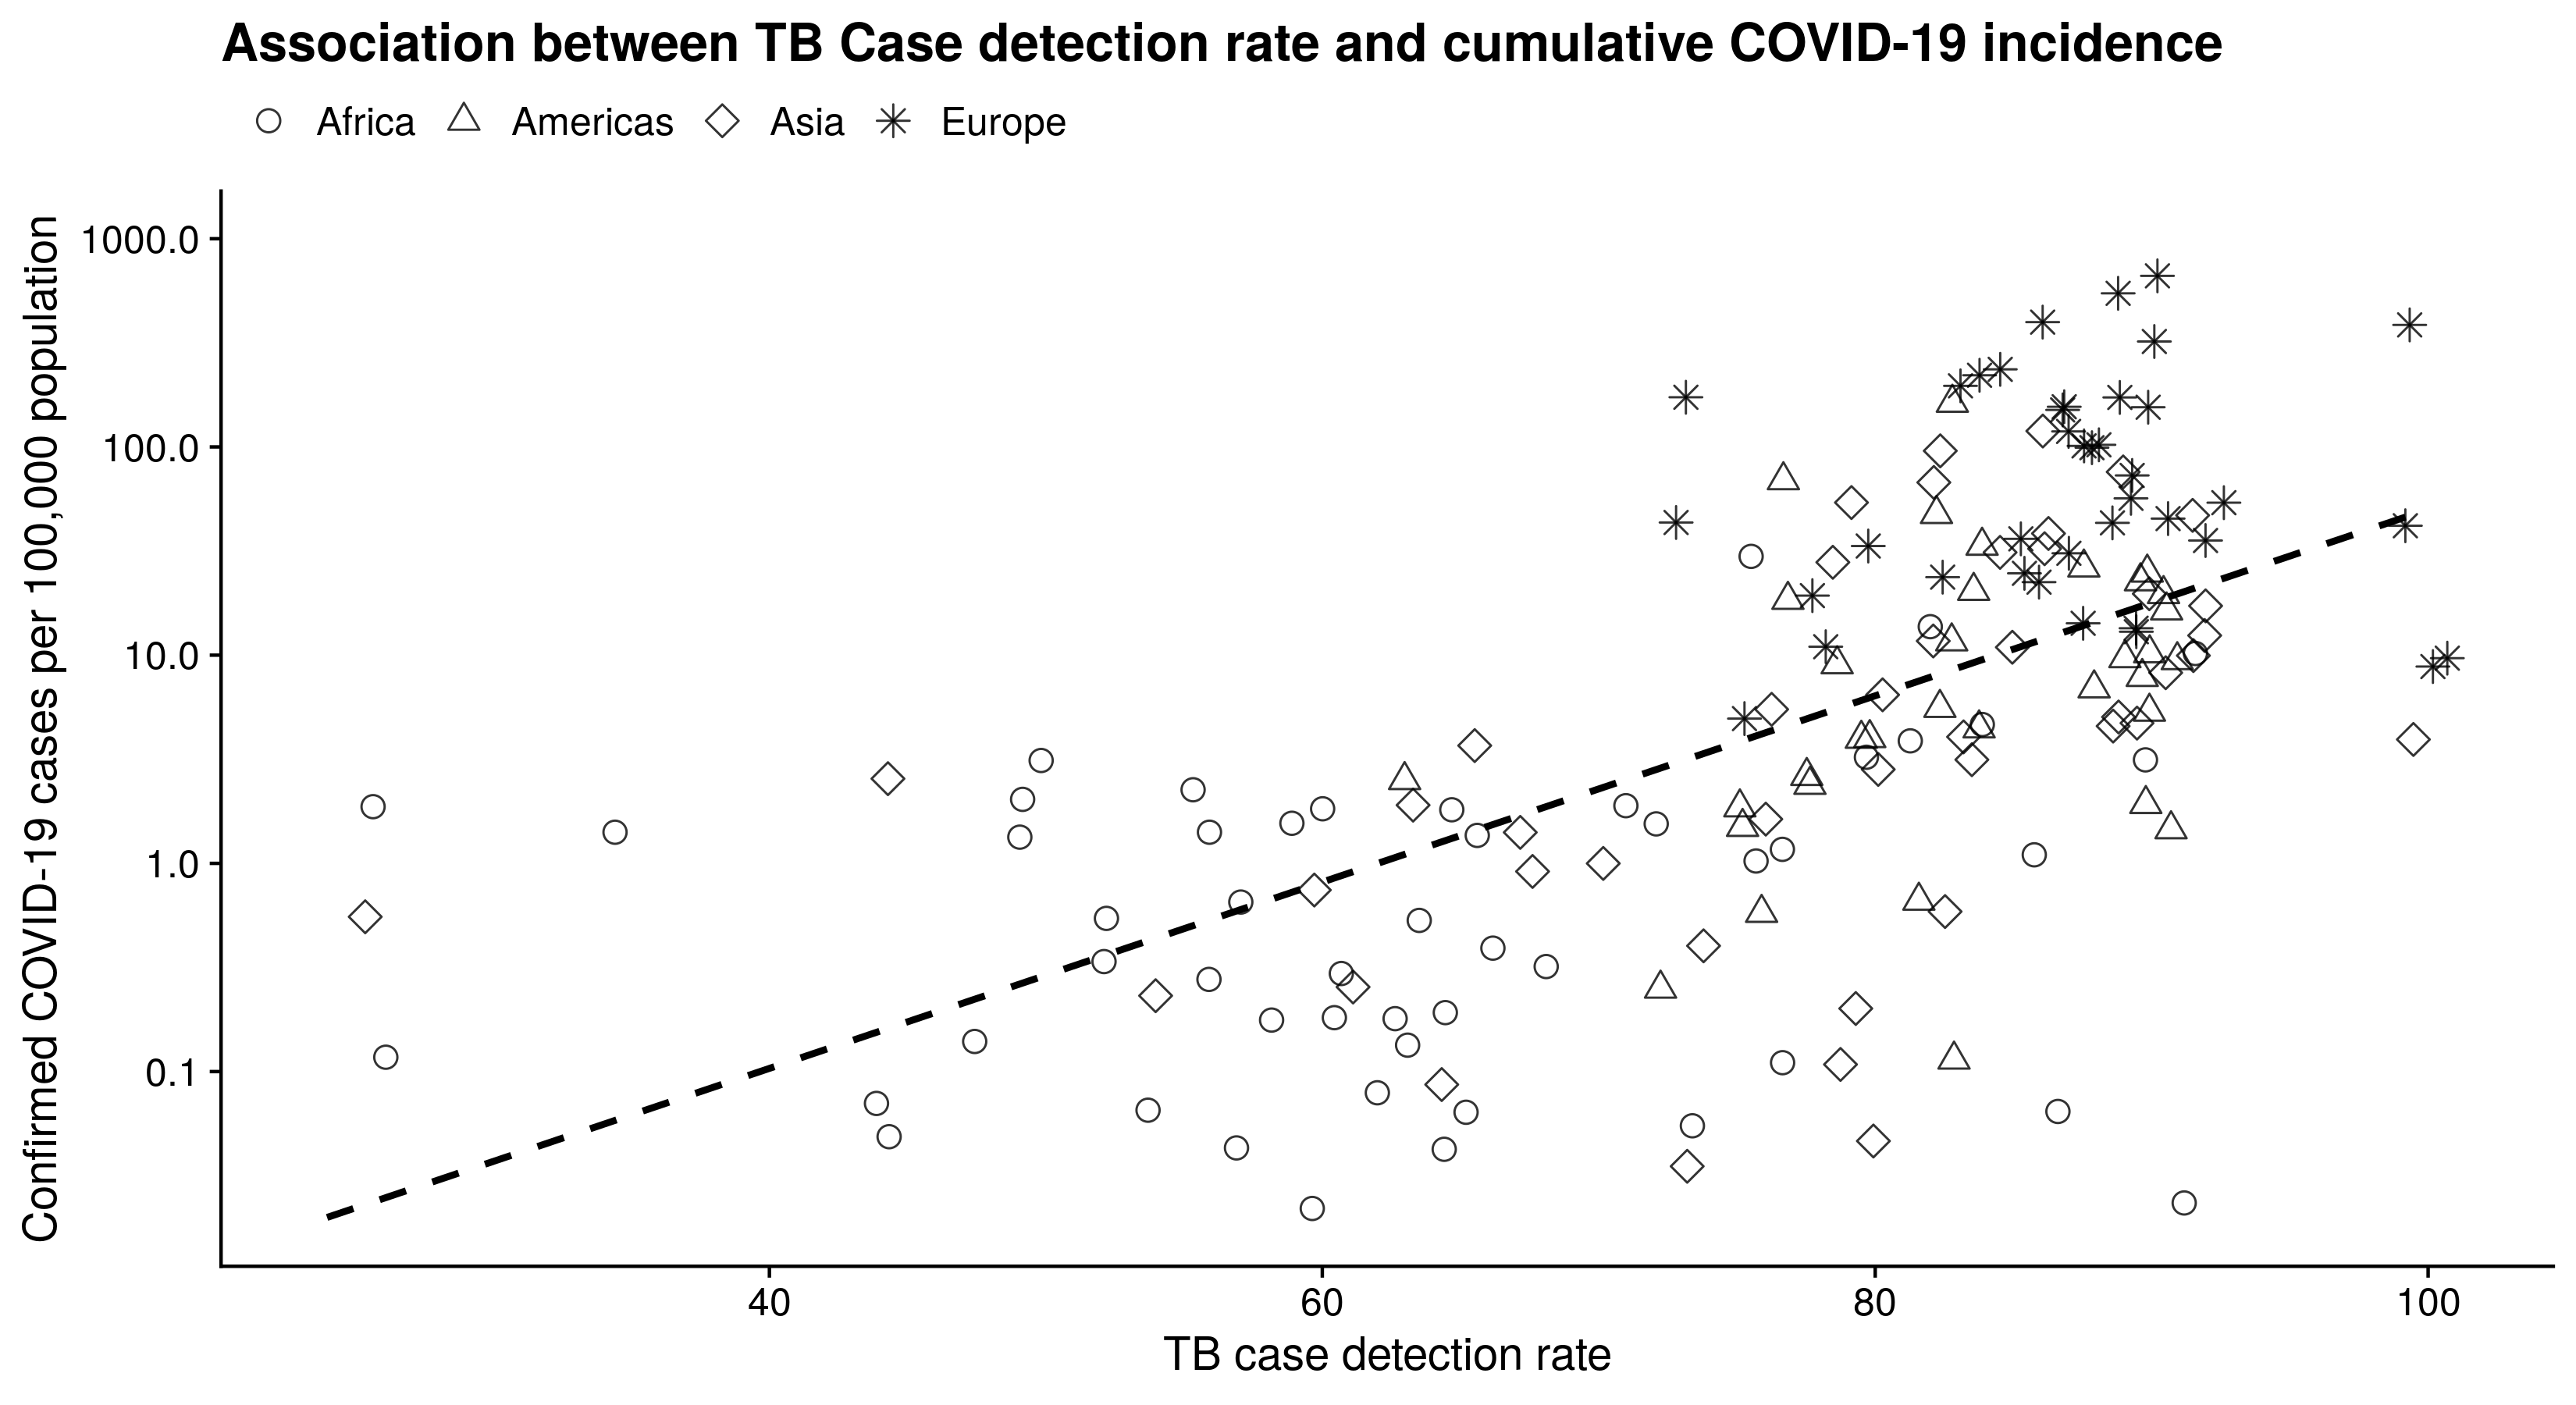 Association between TB Case detection rate and cumulative COVID-19 incidence
Africa Americas Asia Europe
Confirmed COVID-19 cases per 100,000 population
1000.0
100.0
10.0
1.0
0.1
40 60 80 100
TB case detection rate